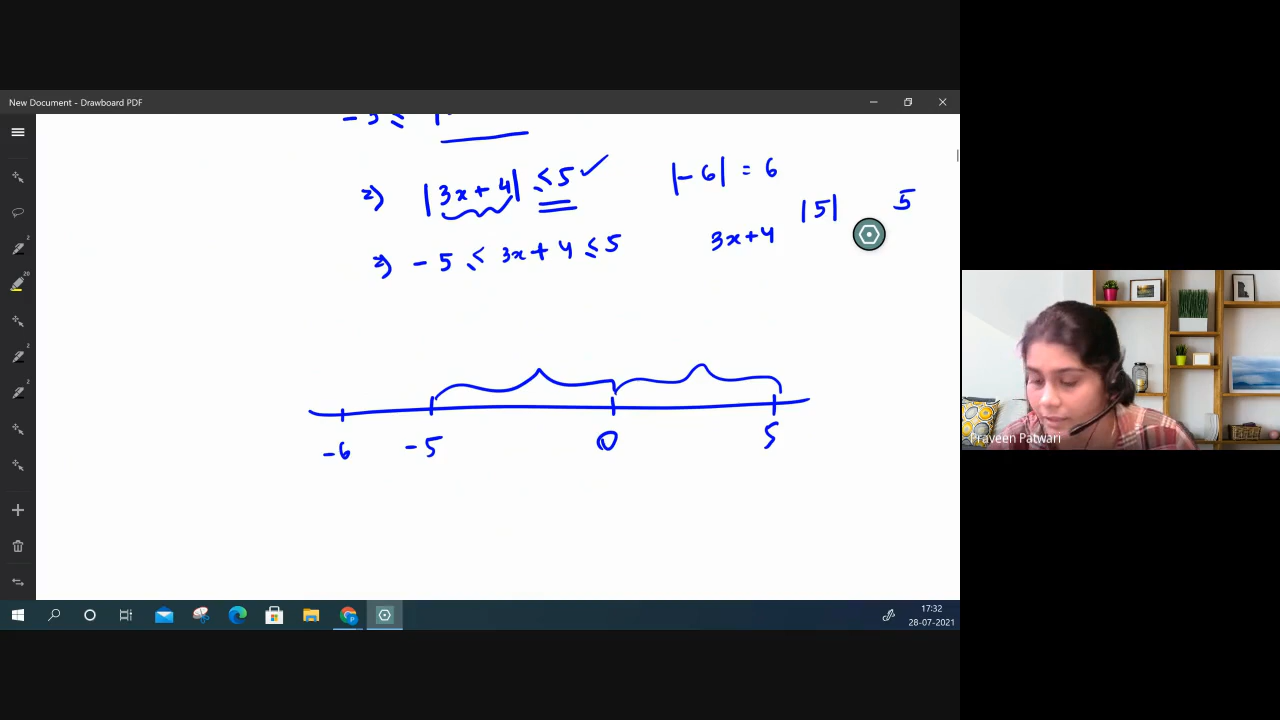 New Document - Drawboard PDF
- 5 ≤
⇒) |3x + 4| ≤ 5 ✓
|-6| = 6
|5| 5
3x+4
⇒) - 5 ≤ 3x + 4 ≤ 5
-6 -5 0 5
Praveen Patwari
17:32
28-07-2021